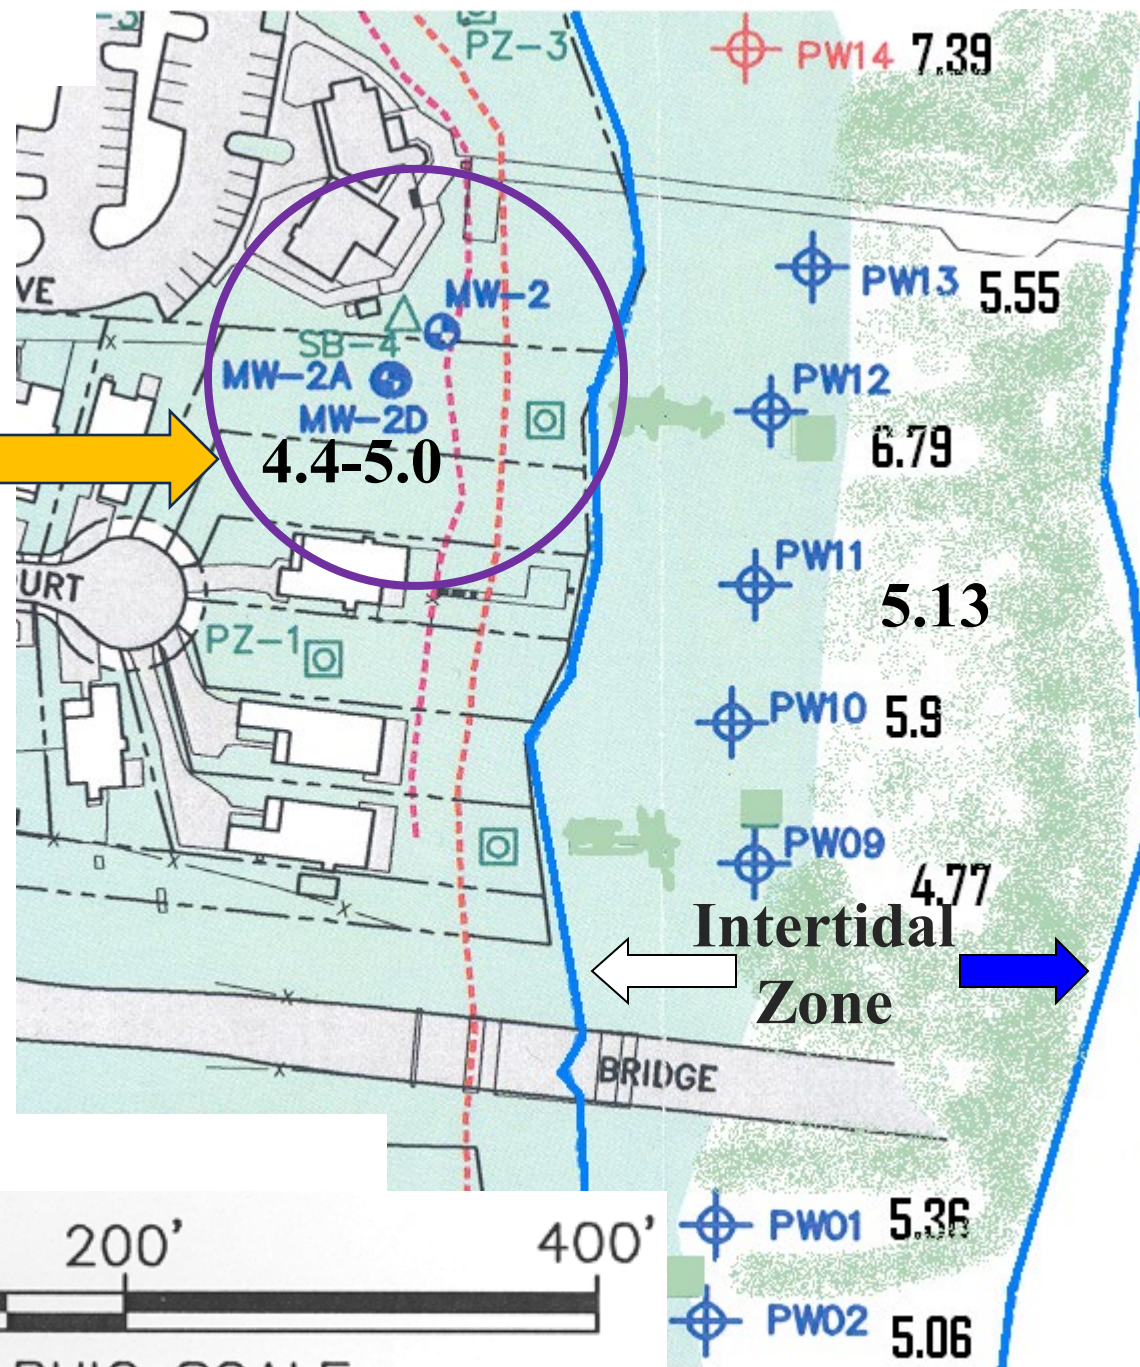 -3
PZ-3
PW14 7.39
VE
MW-2
SB-4
MW-2A
MW-2D
4.4-5.0
PW13 5.55
PW12
6.79
PW11
5.13
URT
PZ-1
PW10 5.9
PW09
4.77
Intertidal
Zone
BRIDGE
PW01 5.36
200' 400'
PW02 5.06